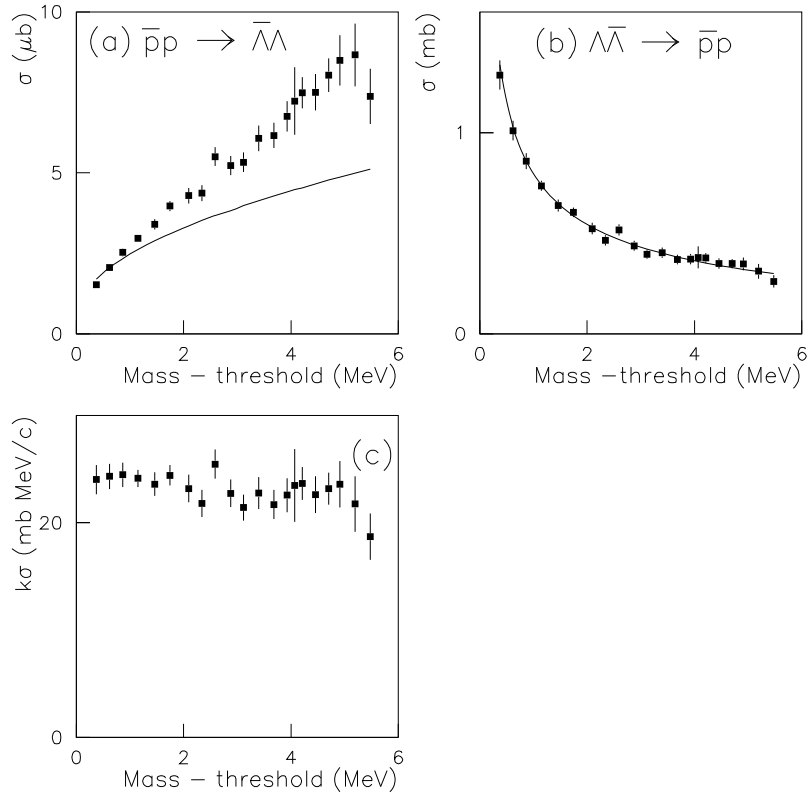 (a) p̅p → Λ̅Λ
σ (μb)
10
5
0
0 2 4 6
Mass − threshold (MeV)
(b) ΛΛ̅ → p̅p
σ (mb)
1
0
0 2 4 6
Mass − threshold (MeV)
(c)
kσ (mb MeV/c)
20
0
0 2 4 6
Mass − threshold (MeV)